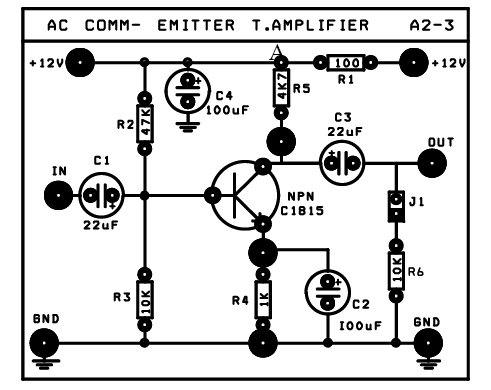 AC COMM- EMITTER T.AMPLIFIER A2-3
A
+12V +12V
100
R1
C4
100uF
4K7 R5
R2 47K
C3
22uF
OUT
C1
IN
22uF
NPN
C1815
J1
R3 10K
R4 1K
10K R6
C2
100uF
GND GND